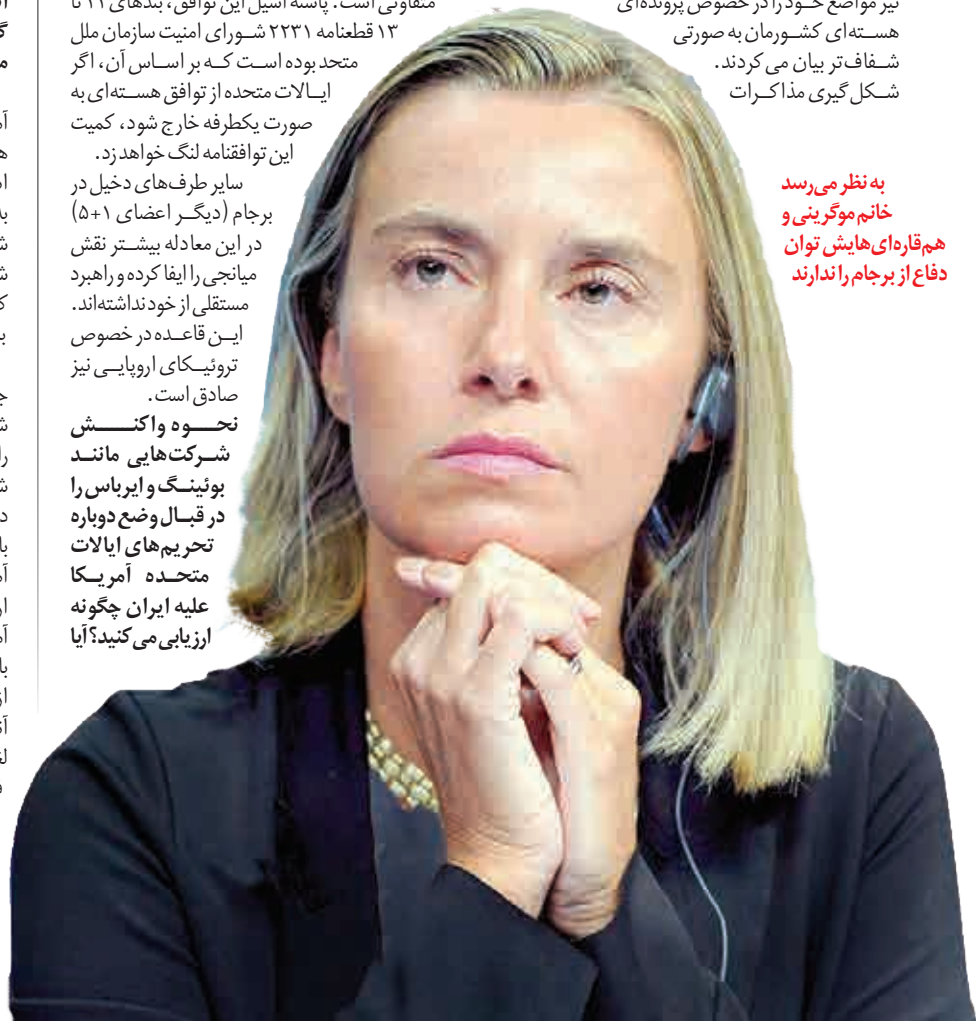 نیز مواضع خود را در خصوص پرونده‌ای
هسته‌ای کشورمان به صورتی
شفاف‌تر بیان می‌کردند.
شکل گیری مذاکرات
به نظر می‌رسد
خانم موگرینی و
هم‌قاره‌ای‌هایش توان
دفاع از برجام را ندارند
متفاوتی است. پاشنه آشیل این توافق، بندهای ۱۱ تا
۱۳ قطعنامه ۲۲۳۱ شورای امنیت سازمان ملل
متحد بوده است که بر اساس آن، اگر
ایالات متحده از توافق هسته‌ای به
صورت یکطرفه خارج شود، کمیت
این توافقنامه لنگ خواهد زد.
سایر طرف‌های دخیل در
برجام (دیگر اعضای ۱+۵)
در این معادله بیشتر نقش
میانجی را ایفا کرده و راهبرد
مستقلی از خود نداشته‌اند.
این قاعده در خصوص
تروئیکای اروپایی نیز
صادق است.
نحوه واکنش
شرکت‌هایی مانند
بوئینگ و ایرباس را
در قبال وضع دوباره
تحریم‌های ایالات
متحده آمریکا
علیه ایران چگونه
ارزیابی می‌کنید؟ آیا